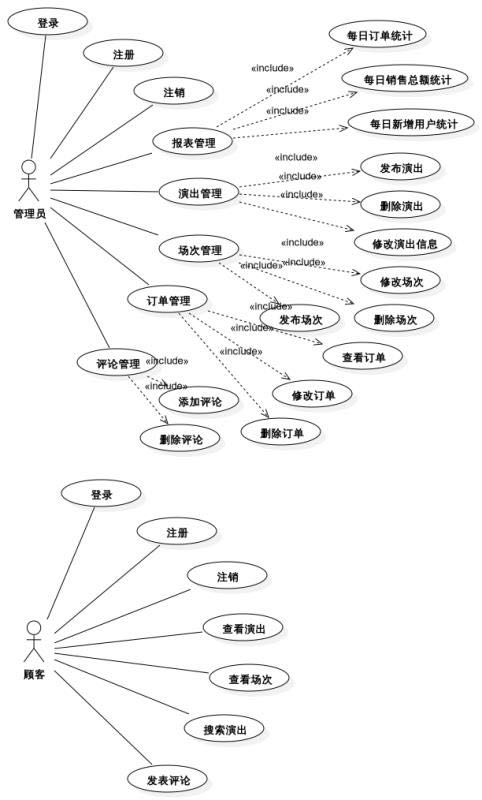 登录
每日订单统计
注册
«include»
每日销售总额统计
注销
«include»
«include»
每日新增用户统计
报表管理
«include»
发布演出
管理员
演出管理
«include»
«include»
删除演出
场次管理
«include»
修改演出信息
«include»
«include»
修改场次
订单管理
«include»
发布场次
删除场次
«include»
评论管理
«include»
«include»
查看订单
«include»
添加评论
修改订单
删除评论
删除订单
登录
注册
注销
查看演出
顾客
查看场次
搜索演出
发表评论